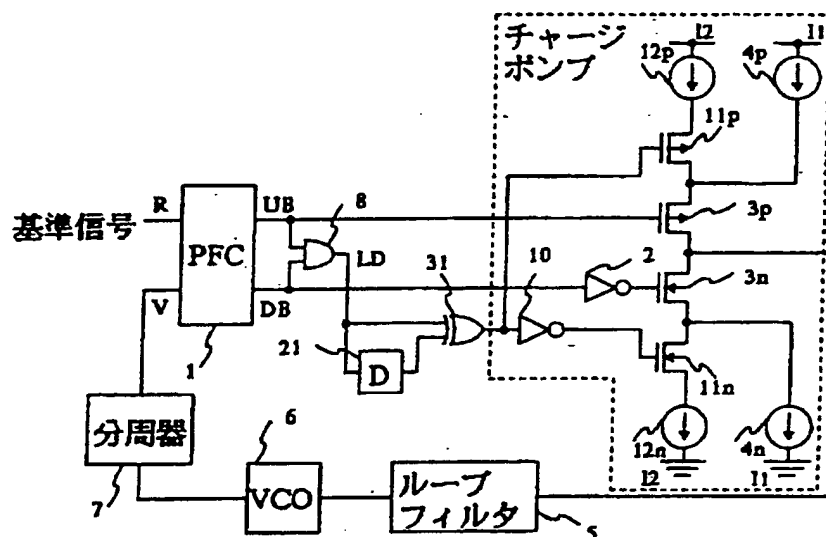 チャージ
ポンプ
I2
I1
12p
4p
11p
基準信号
R
UB
8
3p
PFC
LD
31
10
2
3n
V
DB
1
21
D
11n
分周器
6
12n
4n
7
VCO
ループ
フィルタ
5
I2
I1